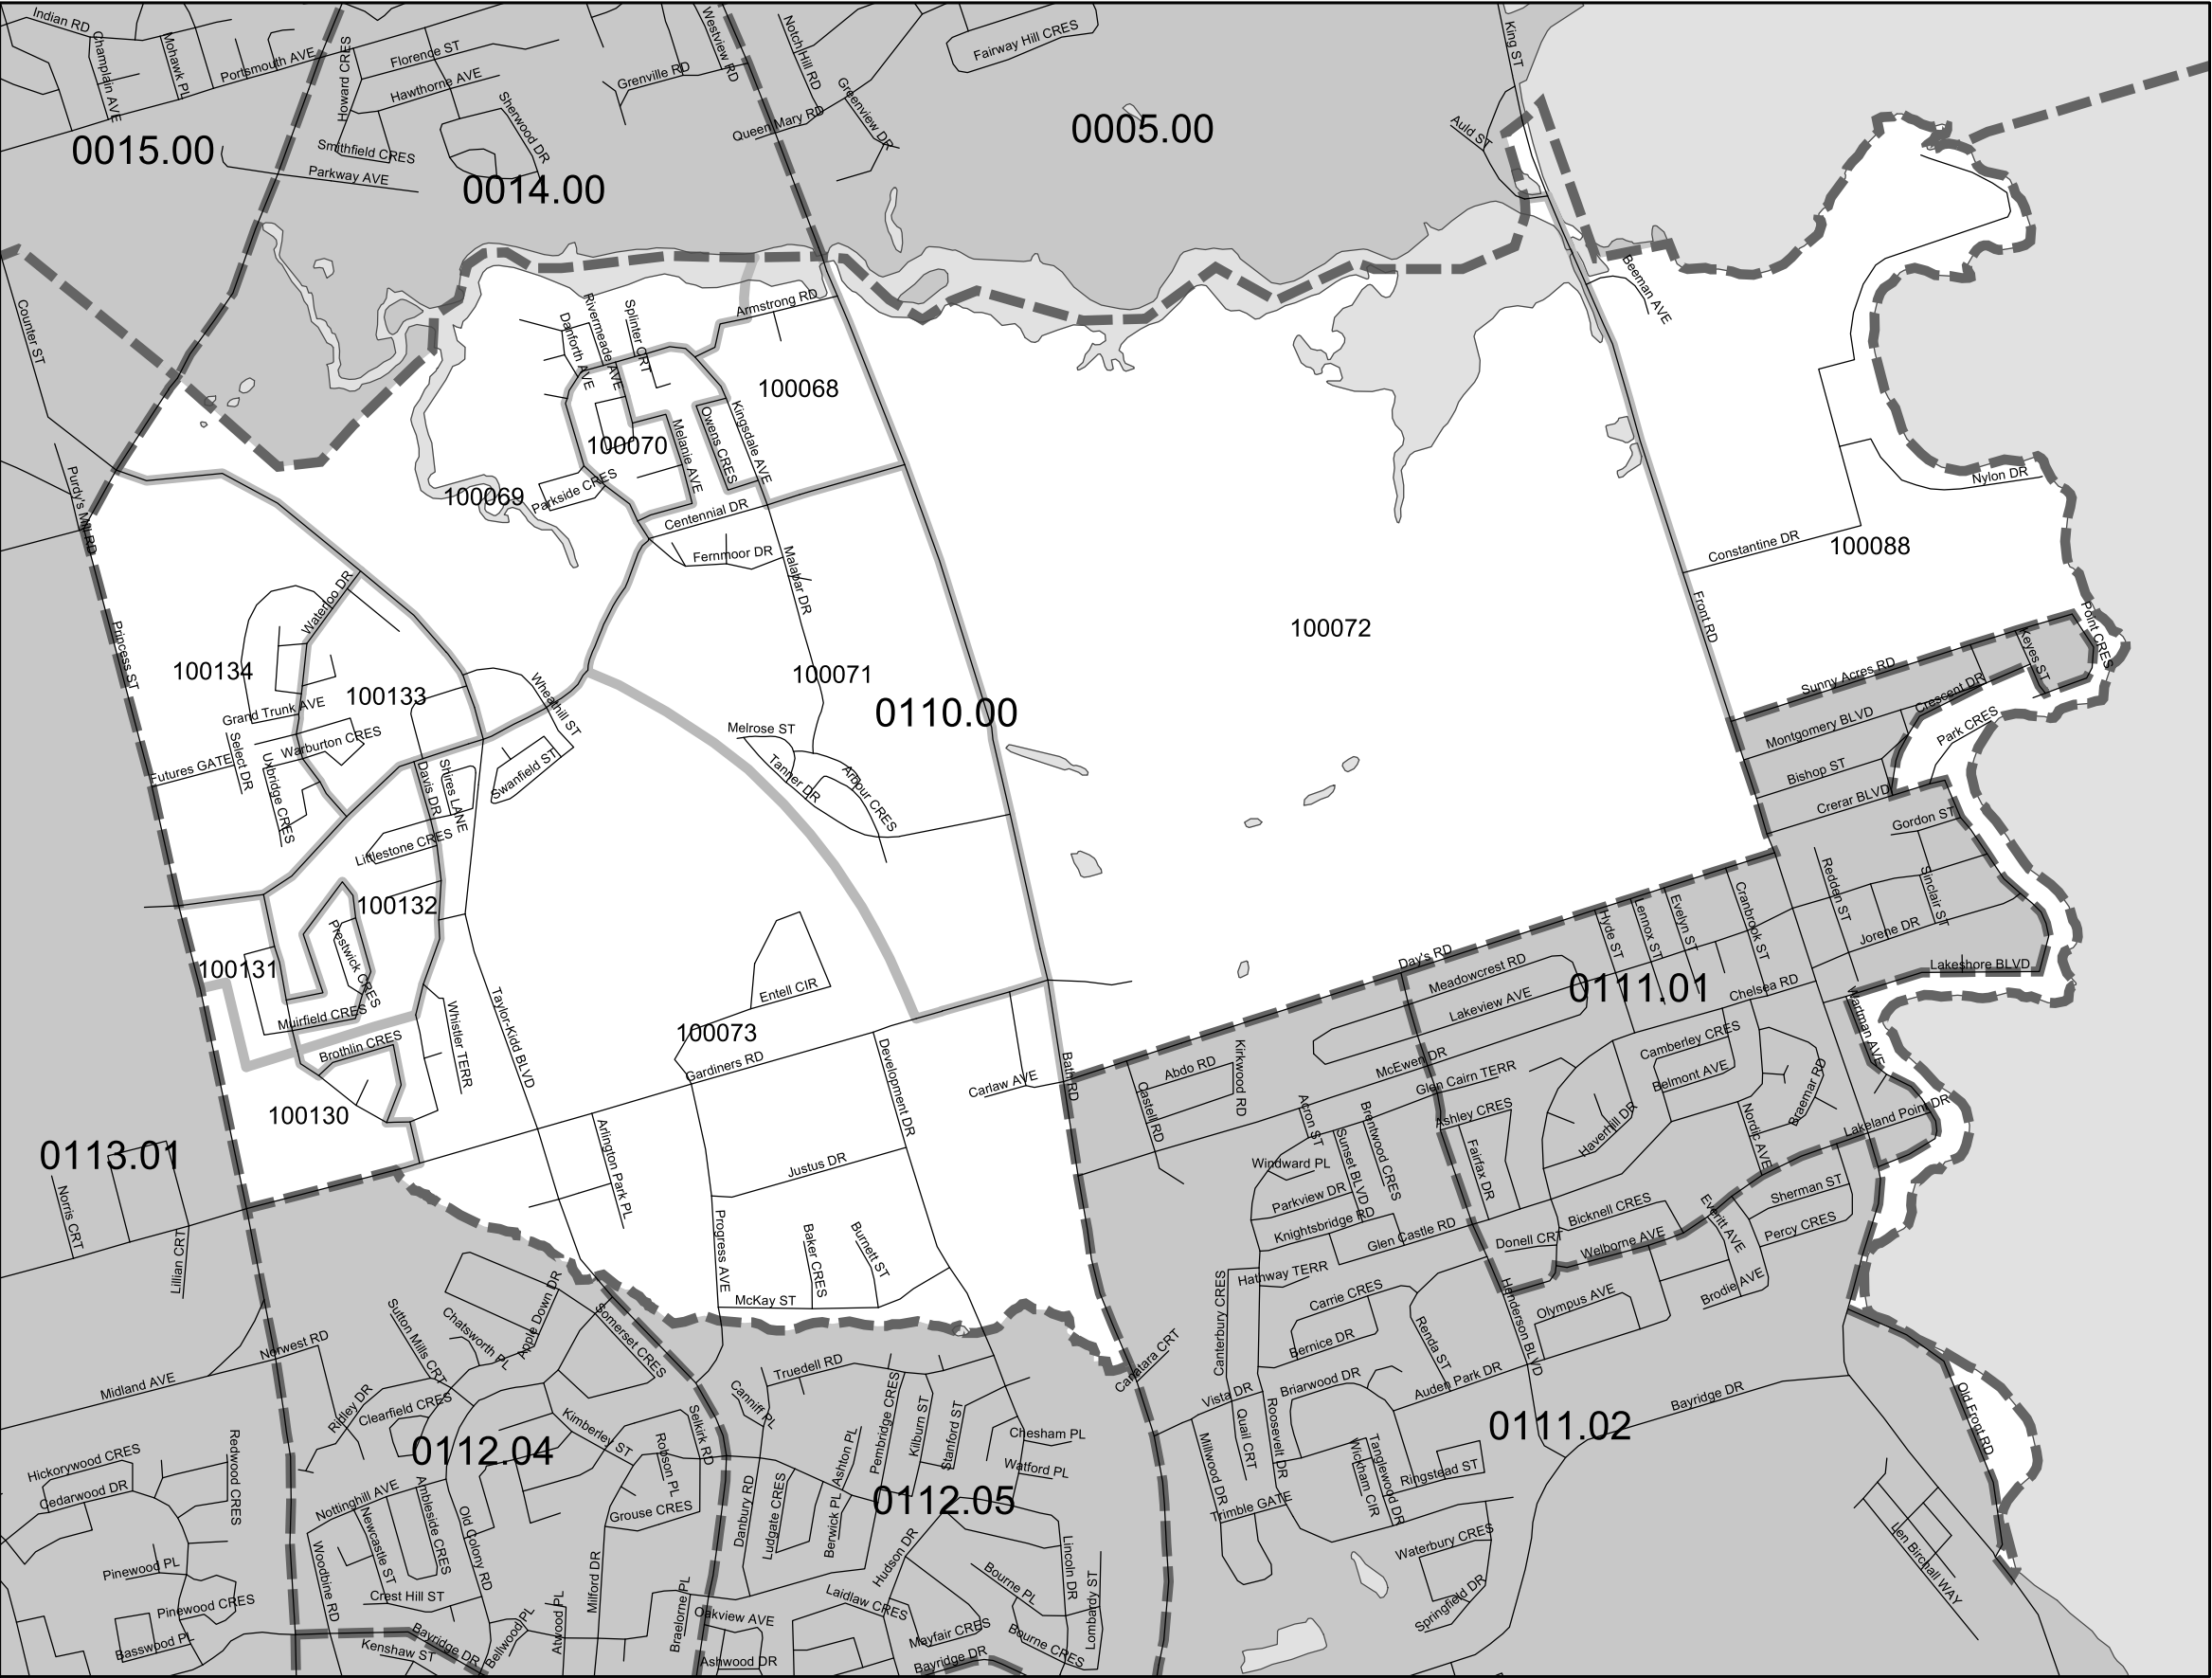 Indian RD
Champlain AVE
Mohawk PL
Portsmouth AVE
Howard CRES
Florence ST
Hawthorne AVE
Smithfield CRES
Parkway AVE
Sherwood DR
Grenville RD
Westview RD
Notch Hill RD
Queen Mary RD
Greenview DR
Fairway Hill CRES
King ST
Auld ST
0015.00
0014.00
0005.00
Counter ST
Purdy's Mill RD
Danforth AVE
Rivermeade AVE
Splinter CRT
Armstrong RD
Beeman AVE
100068
100070
100069
Melanie AVE
Owens CRES
Kingsdale AVE
Parkside CRES
Centennial DR
Fernmoor DR
Malabar DR
Nylon DR
Constantine DR
100088
Front RD
100072
Waterloo DR
Princess ST
100134
100133
100071
0110.00
Grand Trunk AVE
Warburton CRES
Select DR
Futures GATE
Uxbridge CRES
Wheathill ST
Swanfield ST
Davis DR
Shires LANE
Littlestone CRES
Melrose ST
Tanner DR
Arbour CRES
Point CRES
Keyes ST
Sunny Acres RD
Crescent DR
Montgomery BLVD
Park CRES
Bishop ST
Crerar BLVD
Gordon ST
Redden ST
Sinclair ST
Jorene DR
Lakeshore BLVD
100132
100131
Prestwick CRES
Muirfield CRES
Brothlin CRES
Whistler TERR
Taylor-Kidd BLVD
100130
Entell CIR
100073
Gardiners RD
Development DR
Carlaw AVE
Bath RD
Day's RD
Hyde ST
Lennox ST
Evelyn ST
Cranbrook ST
Meadowcrest RD
Lakeview AVE
0111.01
Chelsea RD
Wartman AVE
McEwen DR
Glen Cairn TERR
Camberley CRES
Belmont AVE
Braemar RD
Lakeland Point DR
Abdo RD
Kirkwood RD
Castell RD
Acron ST
Brentwood CRES
Sunset BLVD
Ashley CRES
Fairfax DR
Haverhill DR
Nordic AVE
Windward PL
Parkview DR
Knightsbridge RD
Glen Castle RD
Bicknell CRES
Donell CRT
Welborne AVE
Everitt AVE
Sherman ST
Percy CRES
Brodie AVE
0113.01
Norris CRT
Lillian CRT
Arlington Park PL
Justus DR
Progress AVE
Baker CRES
Burnett ST
McKay ST
Hathway TERR
Canterbury CRES
Carrie CRES
Bernice DR
Renda ST
Henderson BLVD
Olympus AVE
Canatara CRT
Vista DR
Briarwood DR
Auden Park DR
Bayridge DR
0111.02
Old Front RD
Len Birchall WAY
Midland AVE
Norwest RD
Sutton Mills CRT
Chatsworth PL
Apple Down DR
Somerset CRES
Ridley DR
Clearfield CRES
0112.04
Kimberley ST
Robson PL
Selkirk RD
Canniff PL
Truedell RD
Ashton PL
Pembridge CRES
Kilburn ST
Stanford ST
Chesham PL
Watford PL
0112.05
Hickorywood CRES
Cedarwood DR
Redwood CRES
Nottinghill AVE
Newcastle ST
Ambleside CRES
Old Colony RD
Grouse CRES
Danbury RD
Ludgate CRES
Berwick PL
Hudson DR
Millwood DR
Quail CRT
Roosevelt DR
Trimble GATE
Wickham CIR
Tanglewood DR
Ringstead ST
Waterbury CRES
Springfield DR
Pinewood PL
Pinewood CRES
Basswood PL
Woodbine RD
Crest Hill ST
Kenshaw ST
Bayridge DR
Bellwood PL
Atwood PL
Milford DR
Braelorne PL
Oakview AVE
Ashwood DR
Laidlaw CRES
Mayfair CRES
Bayridge DR
Bourne PL
Bourne CRES
Lincoln DR
Lombardy ST